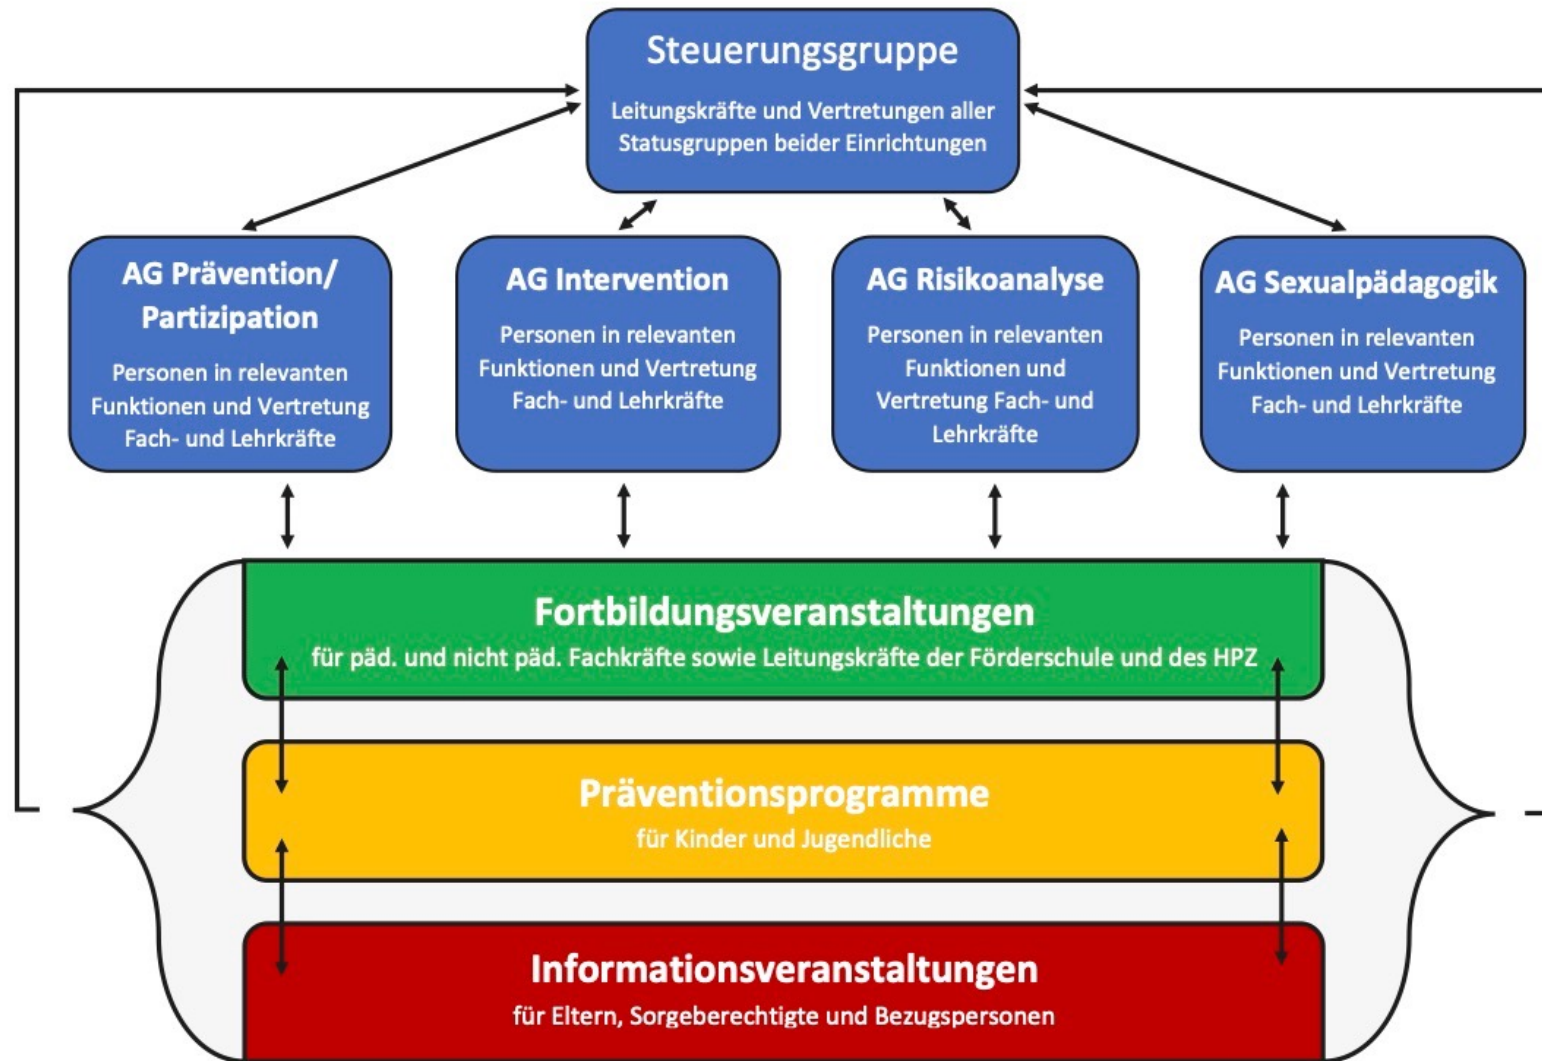 Steuerungsgruppe
Leitungskräfte und Vertretungen aller
Statusgruppen beider Einrichtungen
AG Prävention/
Partizipation
Personen in relevanten
Funktionen und Vertretung
Fach- und Lehrkräfte
AG Intervention
Personen in relevanten
Funktionen und Vertretung
Fach- und Lehrkräfte
AG Risikoanalyse
Personen in relevanten
Funktionen und
Vertretung Fach- und
Lehrkräfte
AG Sexualpädagogik
Personen in relevanten
Funktionen und Vertretung
Fach- und Lehrkräfte
Fortbildungsveranstaltungen
für päd. und nicht päd. Fachkräfte sowie Leitungskräfte der Förderschule und des HPZ
Präventionsprogramme
für Kinder und Jugendliche
Informationsveranstaltungen
für Eltern, Sorgeberechtigte und Bezugspersonen